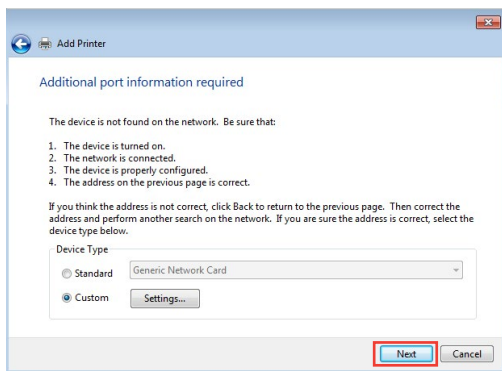 Add Printer
Additional port information required
The device is not found on the network. Be sure that:
1. The device is turned on.
2. The network is connected.
3. The device is properly configured.
4. The address on the previous page is correct.
If you think the address is not correct, click Back to return to the previous page. Then correct the
address and perform another search on the network. If you are sure the address is correct, select the
device type below.
Device Type
Standard Generic Network Card
Custom Settings...
Next Cancel